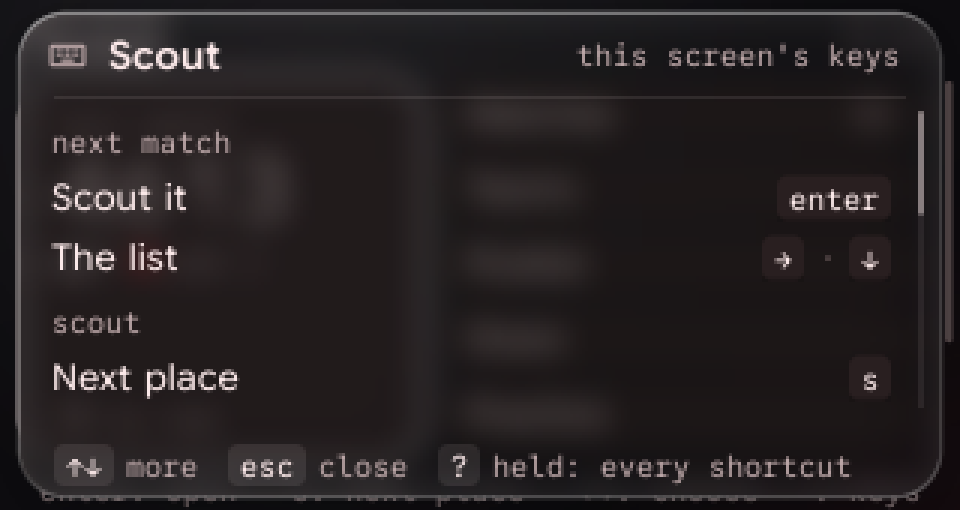 Scout this screen's keys
next match
Scout it enter
The list → · ↓
scout
Next place s
↑↓ more esc close ? held: every shortcut